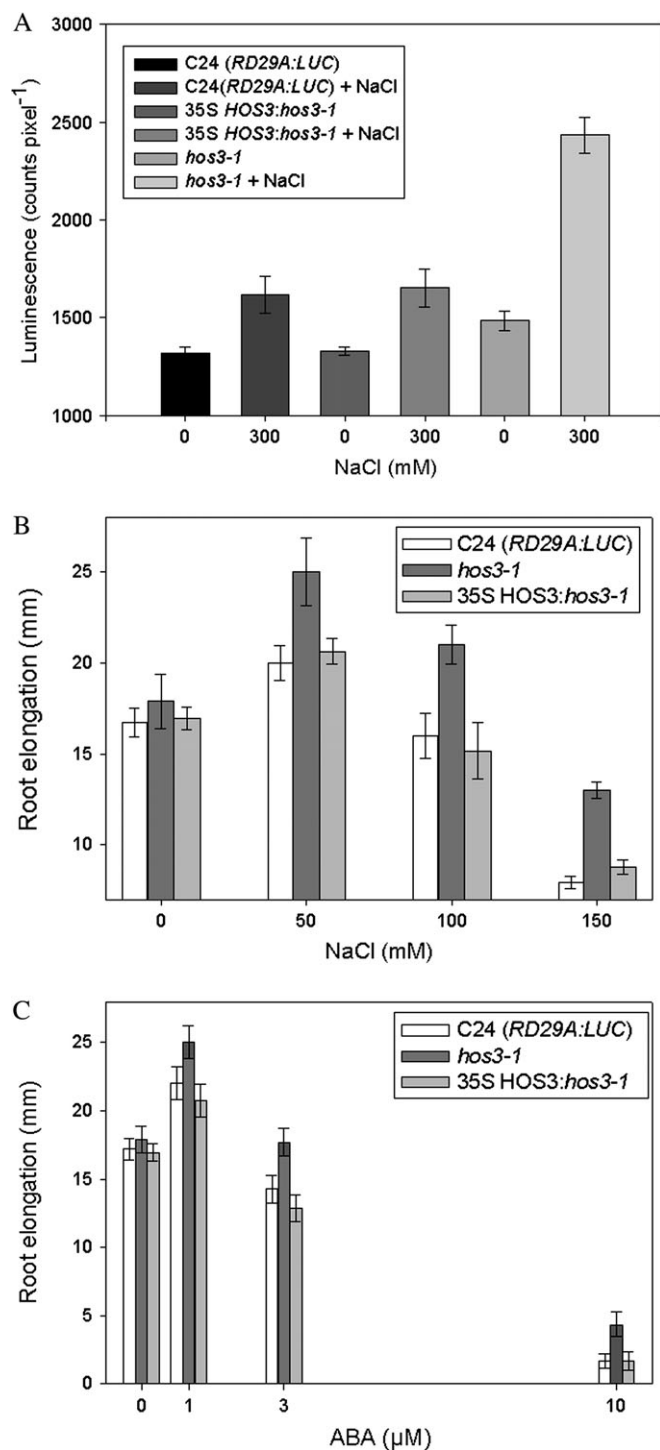 A
3000
2500
2000
1500
1000
Luminescence (counts pixel⁻¹)
C24 (RD29A:LUC)
C24(RD29A:LUC) + NaCl
35S HOS3:hos3-1
35S HOS3:hos3-1 + NaCl
hos3-1
hos3-1 + NaCl
0 300 0 300 0 300
NaCl (mM)
B
25
20
15
10
Root elongation (mm)
C24 (RD29A:LUC)
hos3-1
35S HOS3:hos3-1
0 50 100 150
NaCl (mM)
C
25
20
15
10
5
0
Root elongation (mm)
C24 (RD29A:LUC)
hos3-1
35S HOS3:hos3-1
0 1 3 10
ABA (µM)